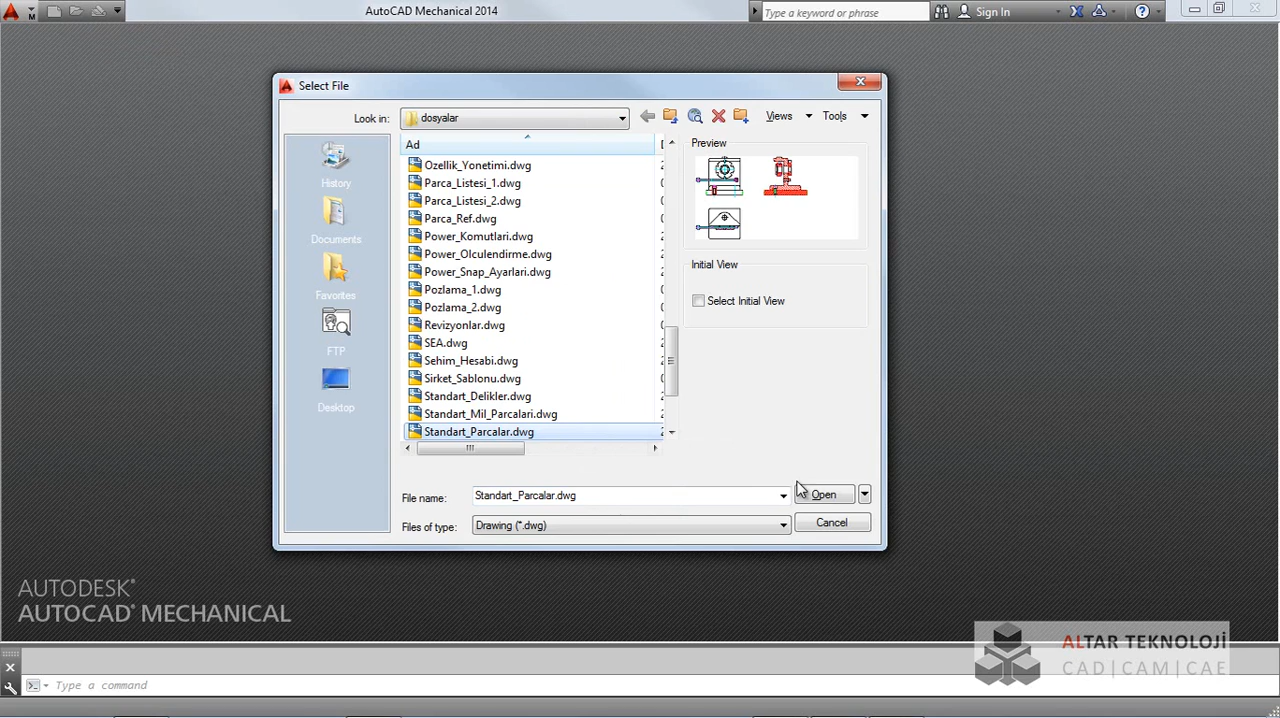 AutoCAD Mechanical 2014
Type a keyword or phrase
Sign In
Select File
Look in:
dosyalar
Views
Tools
Ad
Preview
Ozellik_Yonetimi.dwg
Parca_Listesi_1.dwg
Parca_Listesi_2.dwg
Parca_Ref.dwg
Power_Komutlari.dwg
Power_Olculendirme.dwg
Power_Snap_Ayarlari.dwg
Pozlama_1.dwg
Pozlama_2.dwg
Revizyonlar.dwg
SEA.dwg
Sehim_Hesabi.dwg
Sirket_Sablonu.dwg
Standart_Delikler.dwg
Standart_Mil_Parcalari.dwg
Standart_Parcalar.dwg
History
Documents
Favorites
FTP
Desktop
Initial View
Select Initial View
File name:
Standart_Parcalar.dwg
Open
Files of type:
Drawing (*.dwg)
Cancel
AUTODESK®
AUTOCAD® MECHANICAL
ALTAR TEKNOLOJİ
CAD|CAM|CAE
Type a command